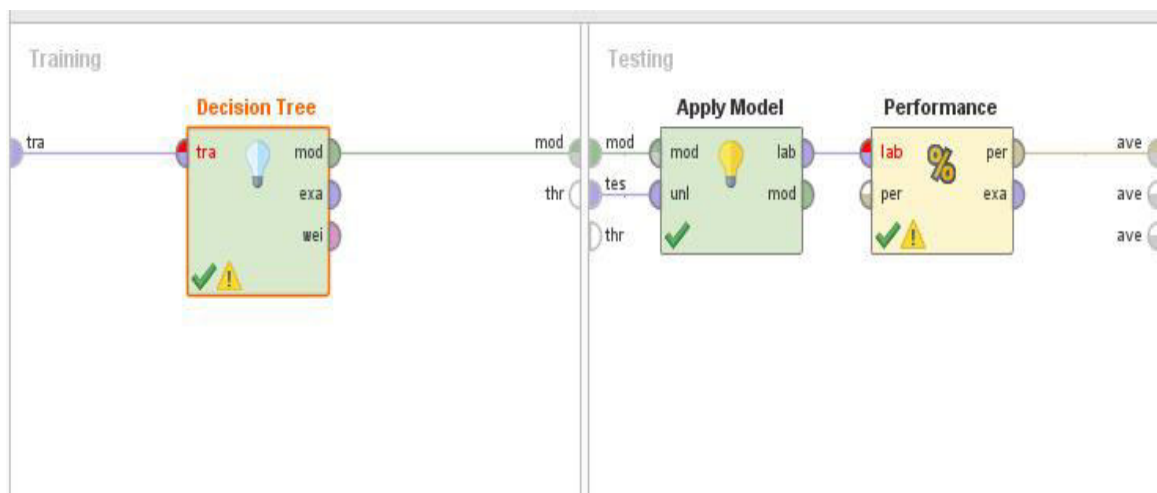 Training
Testing
Decision Tree
Apply Model
Performance
tra
tra
mod
exa
wei
mod
thr
mod
tes
thr
mod
unl
lab
mod
lab
per
per
exa
ave
ave
ave
%
!
!